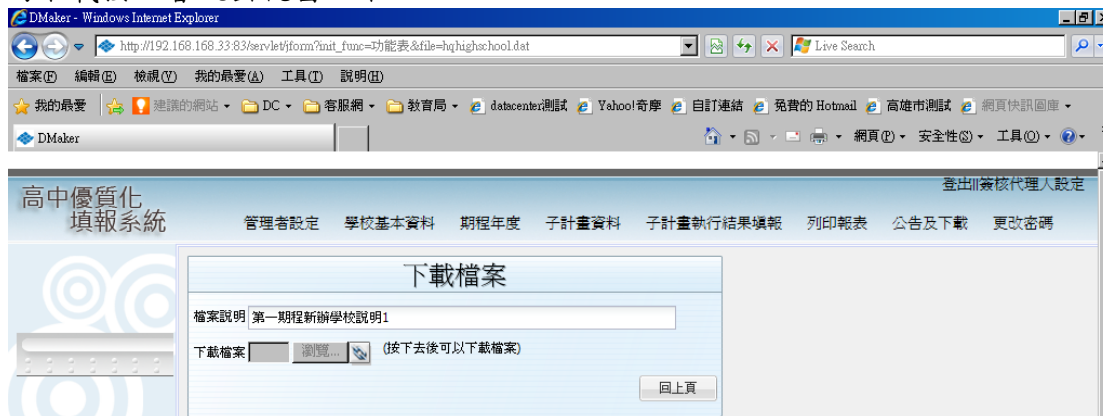 DMaker - Windows Internet Explorer
http://192.168.168.33:83/servlet/jform?init_func=功能表&file=hqhighschool.dat
Live Search
檔案(F) 編輯(E) 檢視(V) 我的最愛(A) 工具(T) 說明(H)
我的最愛 建議的網站 DC 客服網 教育局 datacenter測試 Yahoo!奇摩 自訂連結 免費的 Hotmail 高雄市測試 網頁快訊圖庫
DMaker 網頁(P) 安全性(S) 工具(O)
登出||簽核代理人設定
高中優質化
填報系統
管理者設定 學校基本資料 期程年度 子計畫資料 子計畫執行結果填報 列印報表 公告及下載 更改密碼
下載檔案
檔案說明 第一期程新辦學校說明1
下載檔案 瀏覽... (按下去後可以下載檔案)
回上頁